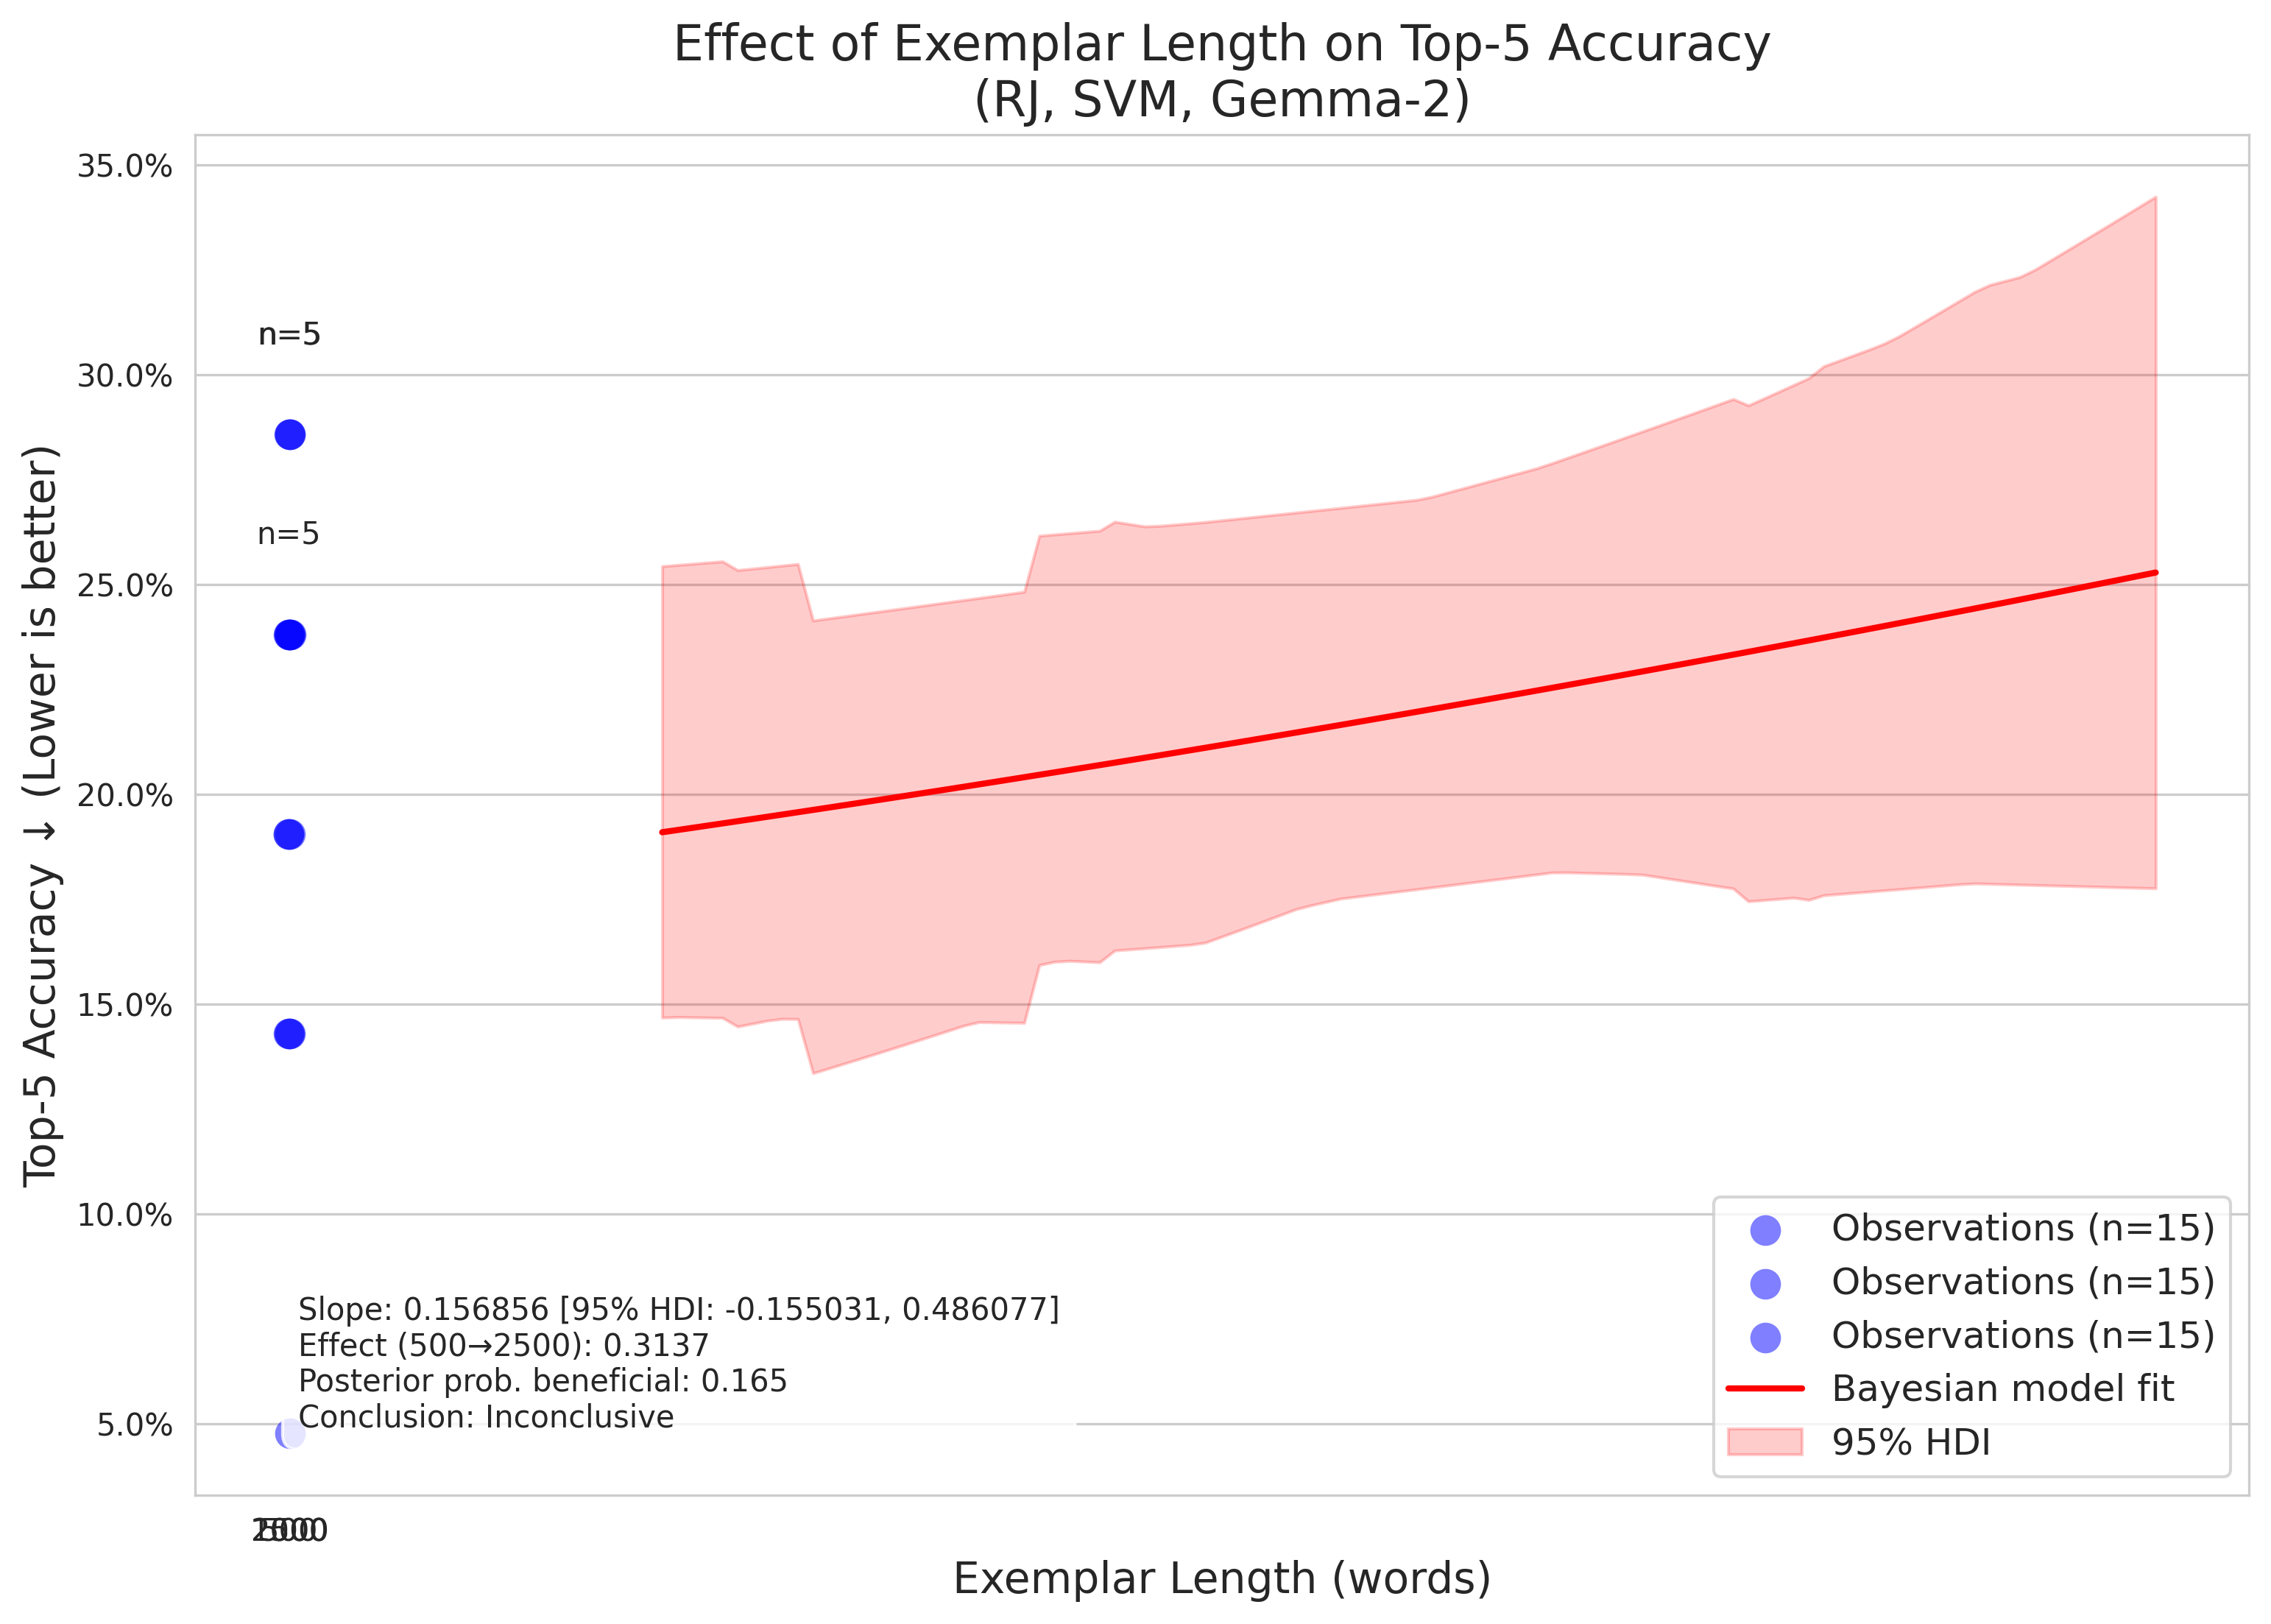 Effect of Exemplar Length on Top-5 Accuracy
(RJ, SVM, Gemma-2)
Top-5 Accuracy ↓ (Lower is better)
35.0%
30.0%
25.0%
20.0%
15.0%
10.0%
5.0%
n=5
n=5
Slope: 0.156856 [95% HDI: -0.155031, 0.486077]
Effect (500→2500): 0.3137
Posterior prob. beneficial: 0.165
Conclusion: Inconclusive
Observations (n=15)
Observations (n=15)
Observations (n=15)
Bayesian model fit
95% HDI
Exemplar Length (words)